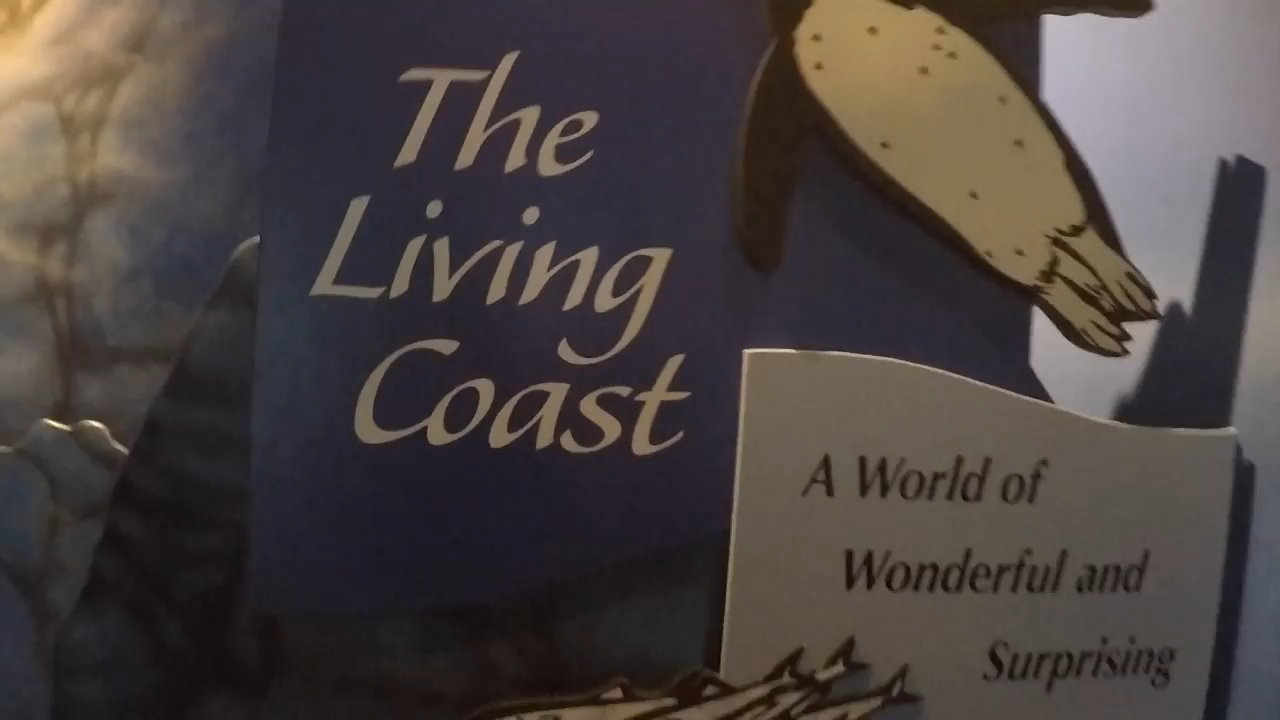 The
Living
Coast
A World of
Wonderful and
Surprising